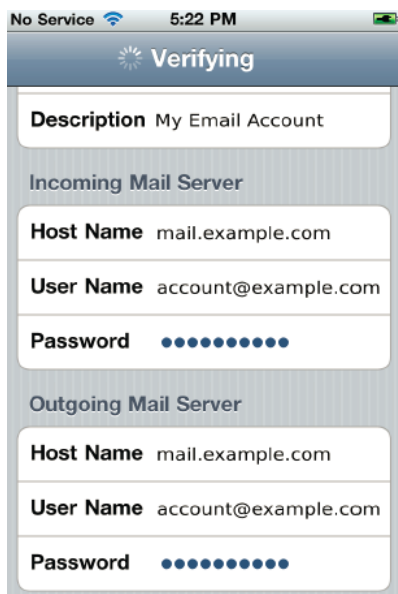 No Service 5:22 PM
Verifying
Description My Email Account
Incoming Mail Server
Host Name mail.example.com
User Name account@example.com
Password ●●●●●●●●●●
Outgoing Mail Server
Host Name mail.example.com
User Name account@example.com
Password ●●●●●●●●●●